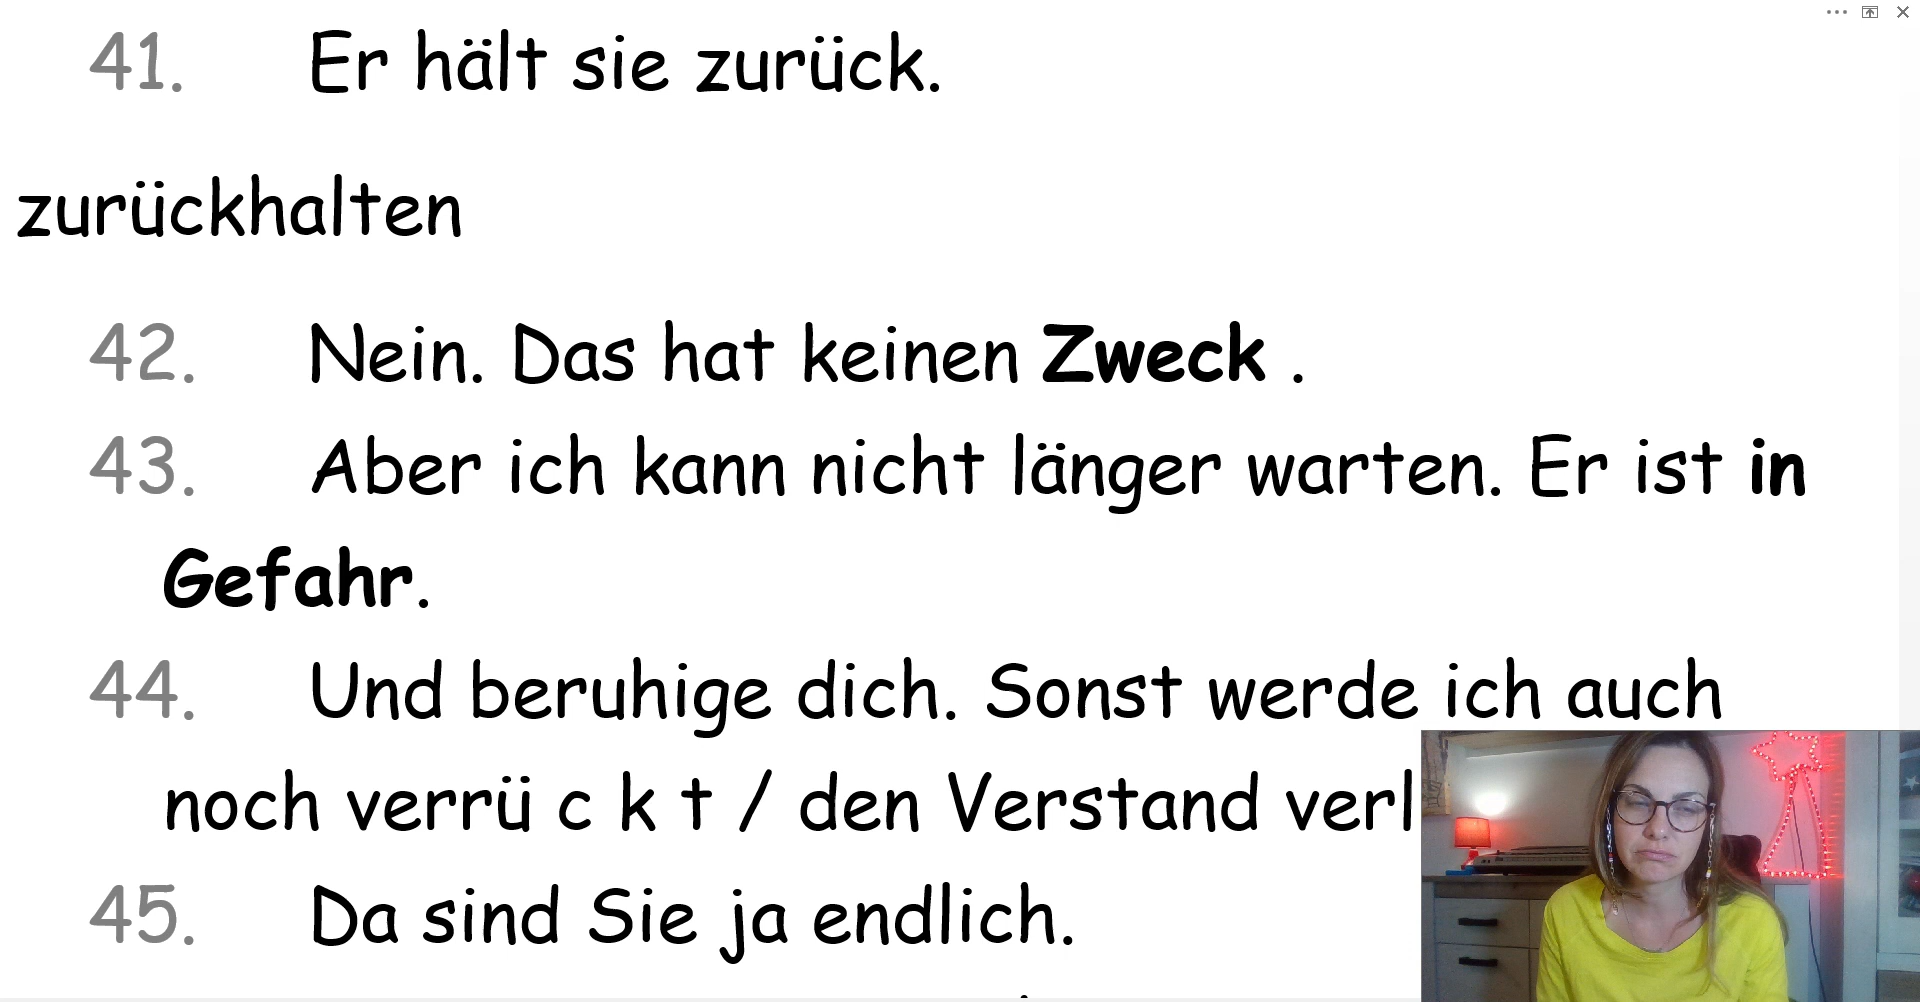 41. Er hält sie zurück.
zurückhalten
42. Nein. Das hat keinen Zweck .
43. Aber ich kann nicht länger warten. Er ist in
Gefahr.
44. Und beruhige dich. Sonst werde ich auch
noch verrü c k t / den Verstand
45. Da sind Sie ja endlich.